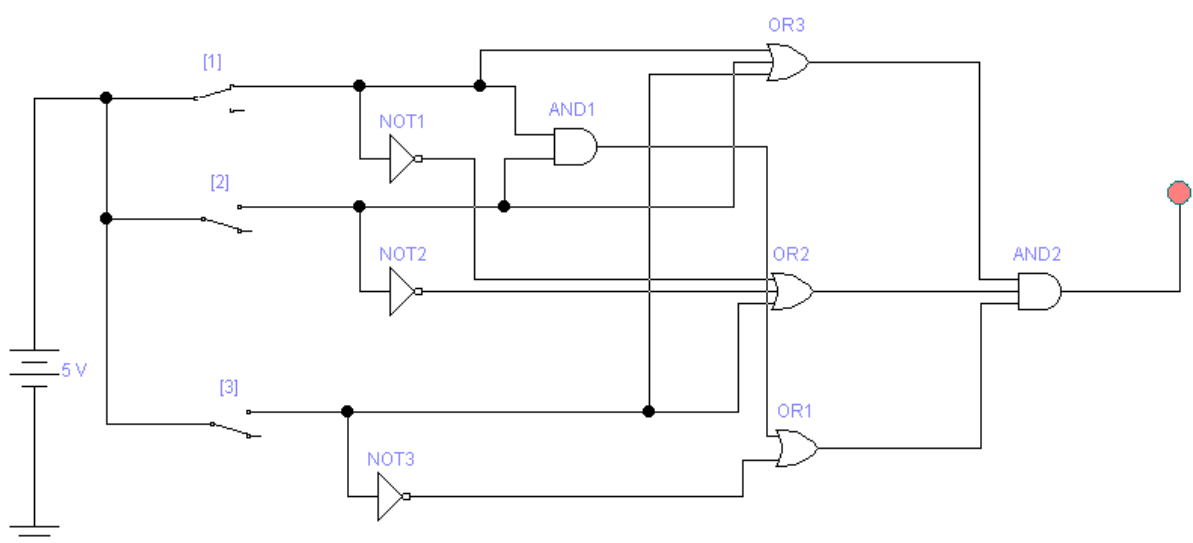 OR3
[1]
AND1
NOT1
[2]
NOT2
OR2
AND2
5 V
[3]
OR1
NOT3